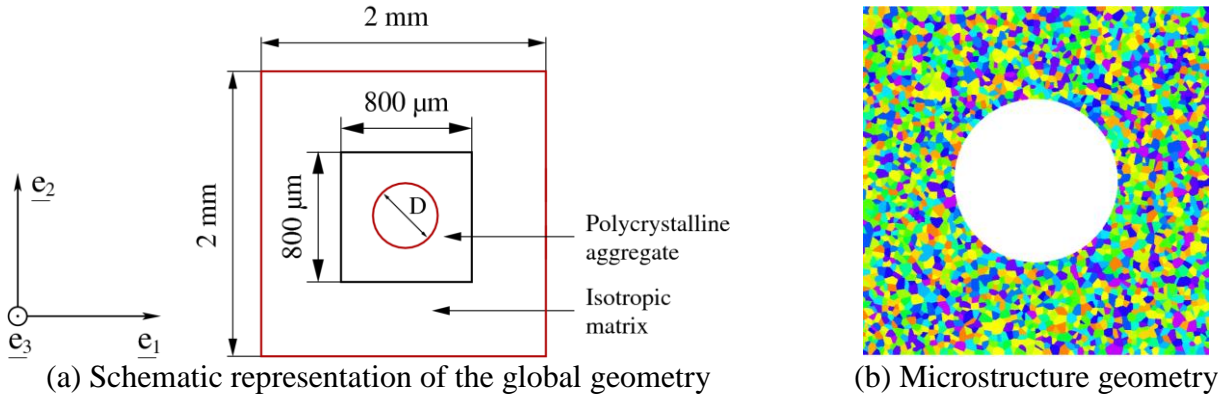 2 mm
800 µm
e2
2 mm
800 µm
D
Polycrystalline
aggregate
Isotropic
matrix
e3
e1
(a) Schematic representation of the global geometry
(b) Microstructure geometry